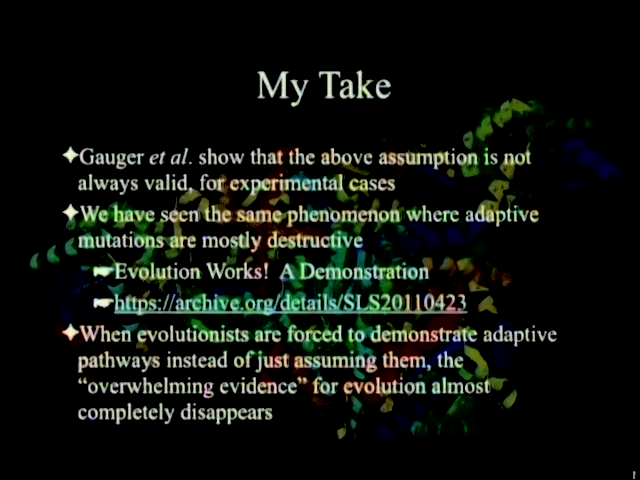 My Take
Gauger et al. show that the above assumption is not
always valid, for experimental cases
We have seen the same phenomenon where adaptive
mutations are mostly destructive
Evolution Works! A Demonstration
https://archive.org/details/SLS20110423
When evolutionists are forced to demonstrate adaptive
pathways instead of just assuming them, the
“overwhelming evidence” for evolution almost
completely disappears